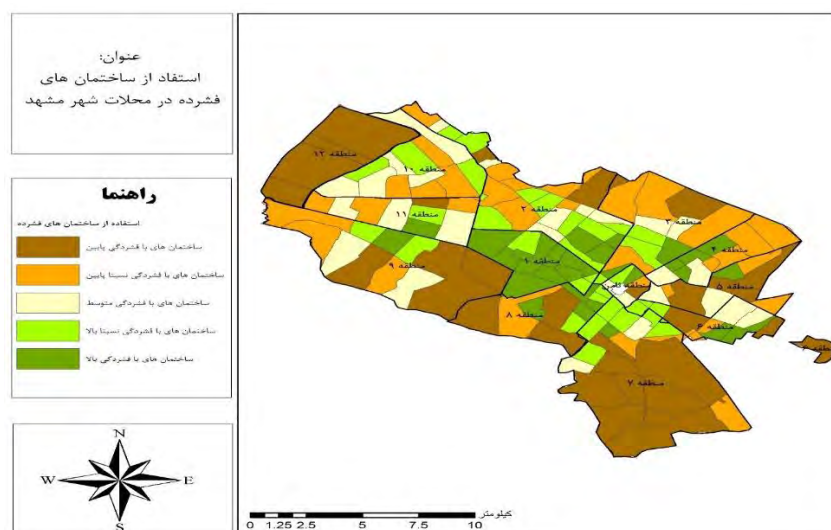 عنوان:
استفاد از ساختمان های
فشرده در محلات شهر مشهد
راهنما
استفاده از ساختمان های فشرده
ساختمان های با فشردگی پایین
ساختمان های با فشردگی نسبتا پایین
ساختمان های با فشردگی متوسط
ساختمان های با فشردگی نسبتا بالا
ساختمان های با فشردگی بالا
N
W E
S
منطقه ۱۲
منطقه ۱۰
منطقه ۱۱
منطقه ۲
منطقه ۳
منطقه ۴
منطقه ۱
منطقه ۹
منطقه ثامن
منطقه ۵
منطقه ۸
منطقه ۶
منطقه ۷
کیلومتر
0 1.25 2.5 5 7.5 10